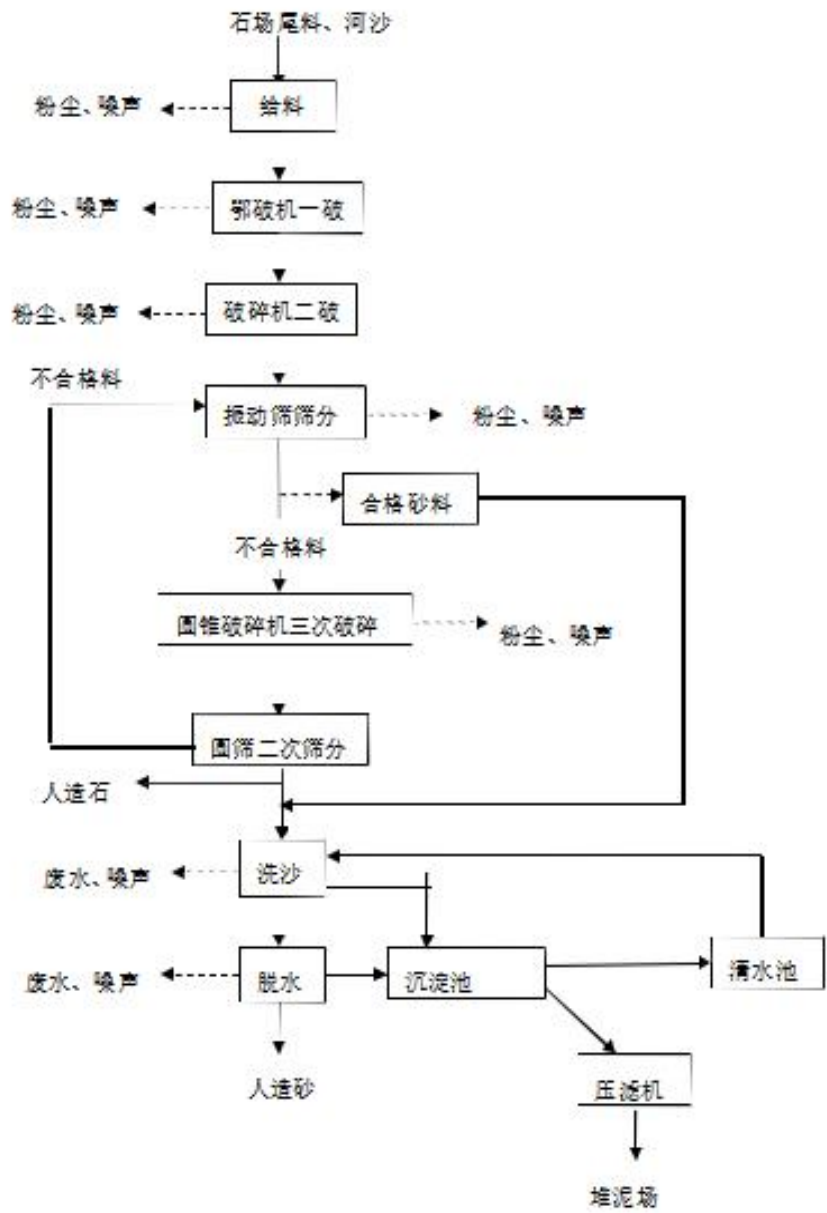 石场尾料、河沙
粉尘、噪声
给料
粉尘、噪声
鄂破机一破
粉尘、噪声
破碎机二破
不合格料
振动筛筛分
粉尘、噪声
合格砂料
不合格料
圆锥破碎机三次破碎
粉尘、噪声
圆筛二次筛分
人造石
废水、噪声
洗沙
废水、噪声
脱水
沉淀池
清水池
人造砂
压滤机
堆泥场